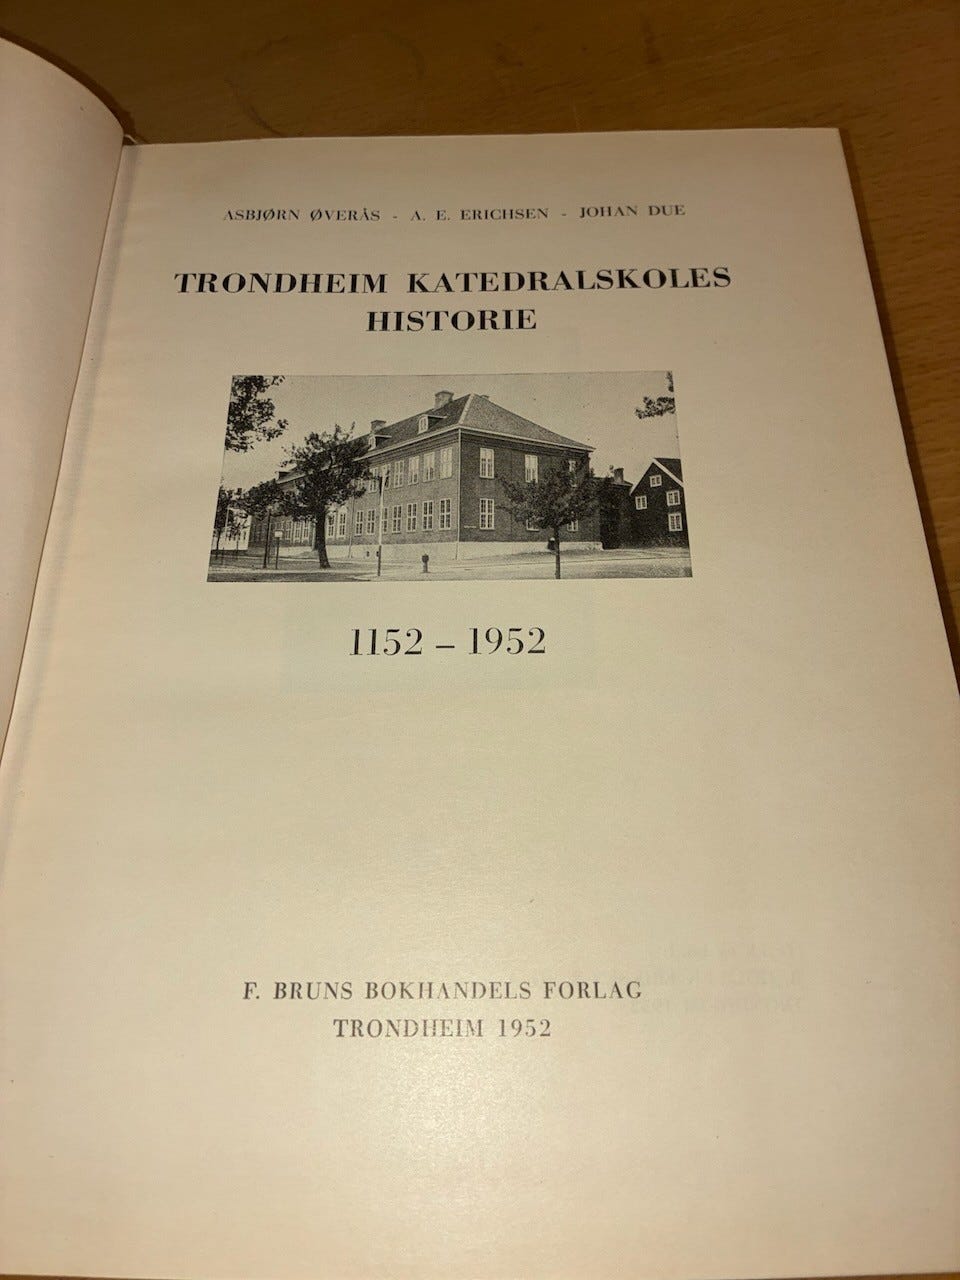 ASBJØRN ØVERÅS - A. E. ERICHSEN - JOHAN DUE
TRONDHEIM KATEDRALSKOLES
HISTORIE
1152 – 1952
F. BRUNS BOKHANDELS FORLAG
TRONDHEIM 1952